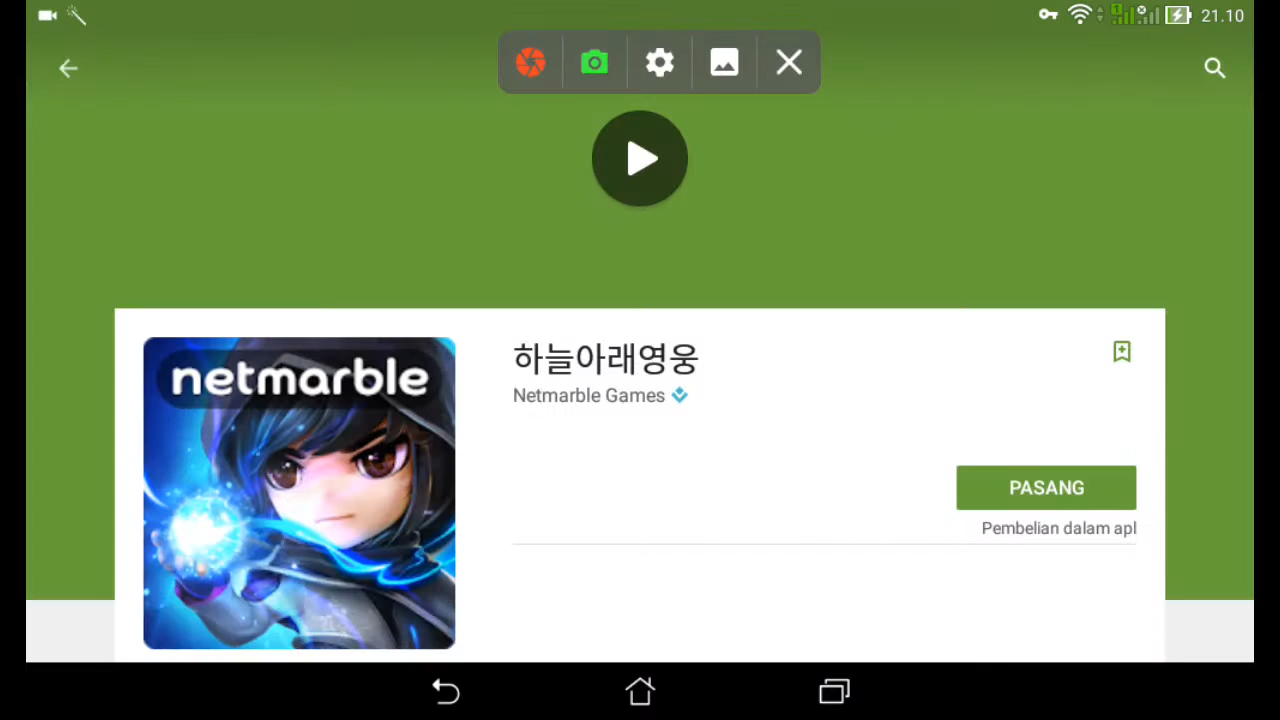 21.10
netmarble
하늘아래영웅
Netmarble Games
PASANG
Pembelian dalam apl